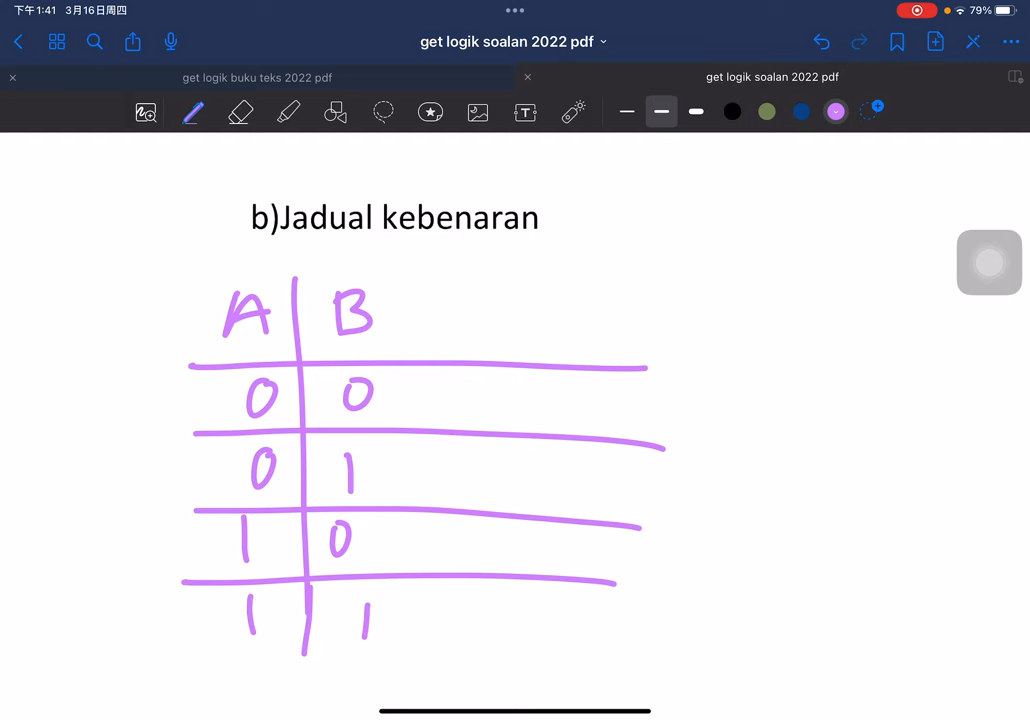 下午1:41 3月16日周四
79%
get logik soalan 2022 pdf
get logik buku teks 2022 pdf
get logik soalan 2022 pdf
T
b)Jadual kebenaran
A B
0 0
0 1
1 0
1 1